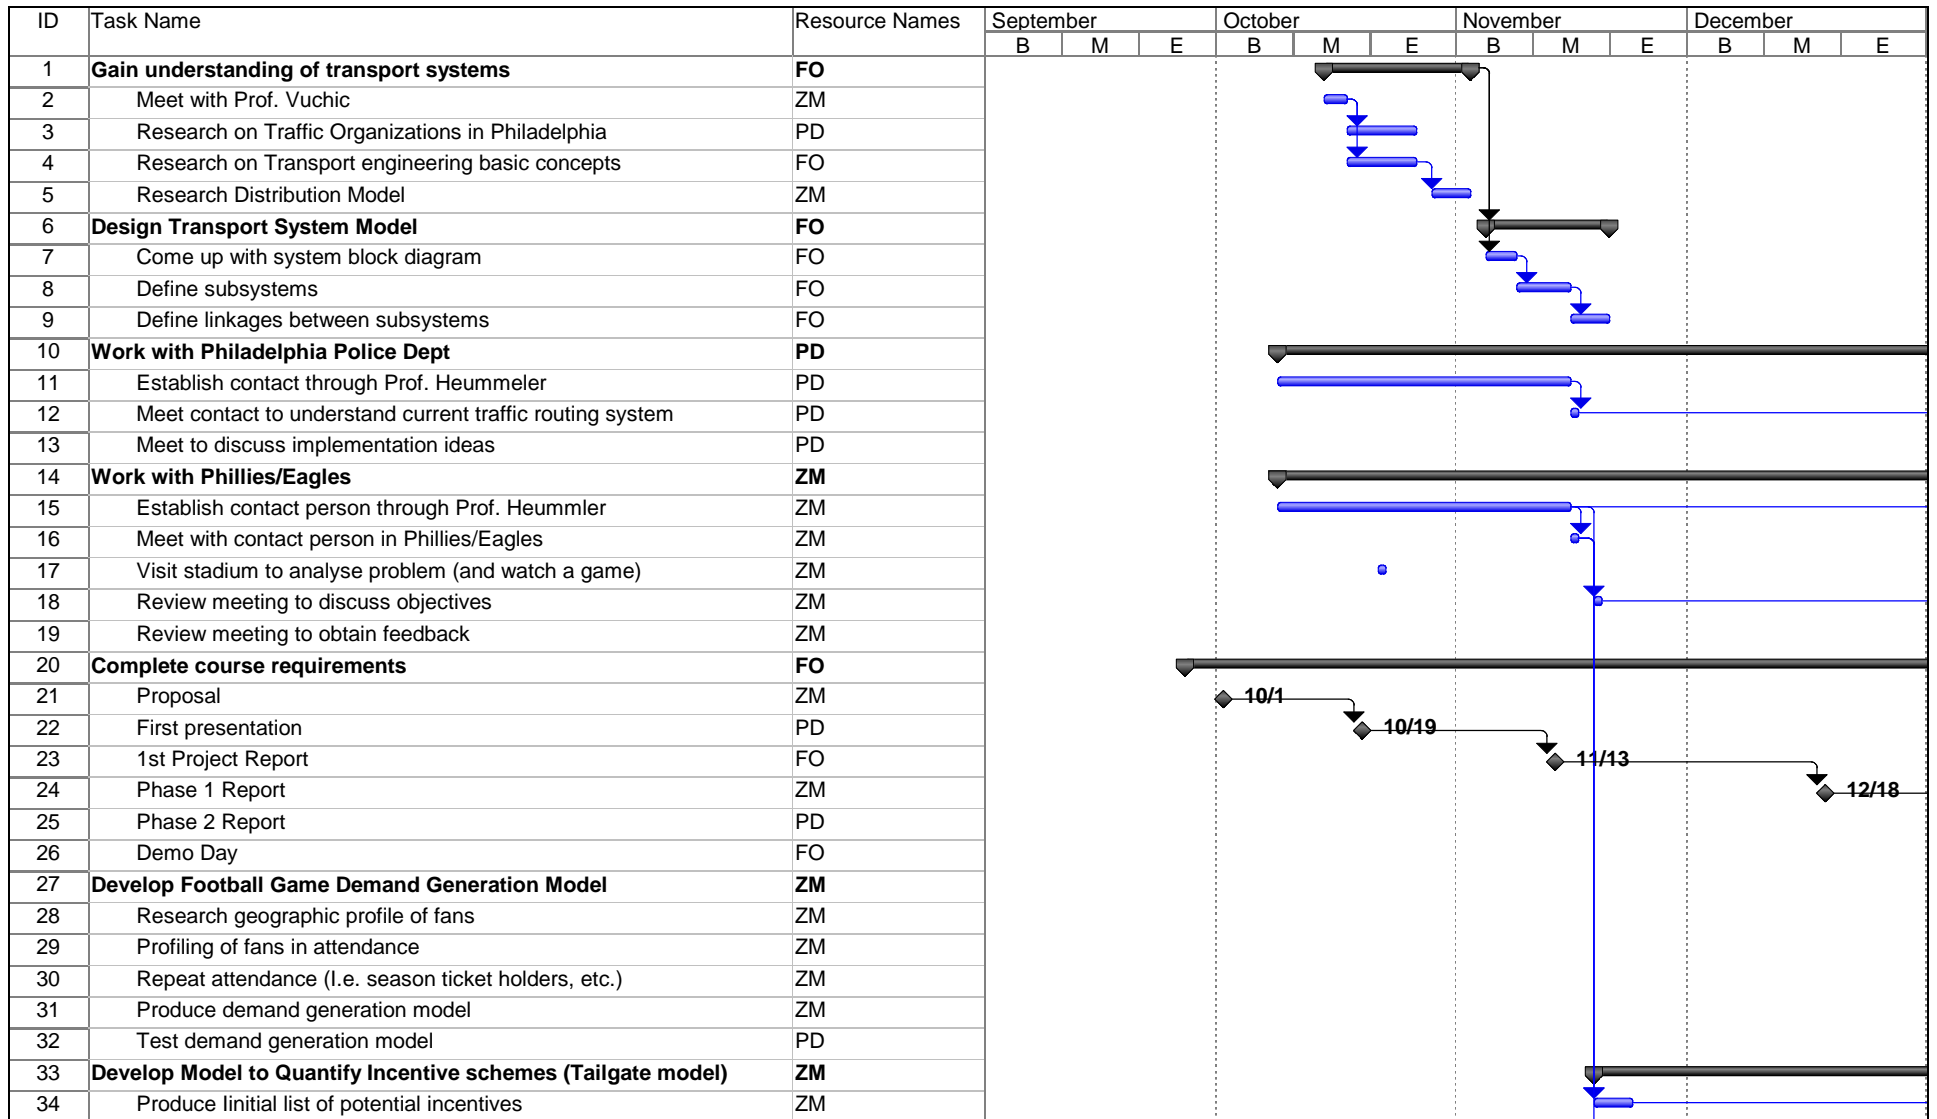 ID Task Name Resource Names September October November December
B M E B M E B M E B M E
1 Gain understanding of transport systems FO
2 Meet with Prof. Vuchic ZM
3 Research on Traffic Organizations in Philadelphia PD
4 Research on Transport engineering basic concepts FO
5 Research Distribution Model ZM
6 Design Transport System Model FO
7 Come up with system block diagram FO
8 Define subsystems FO
9 Define linkages between subsystems FO
10 Work with Philadelphia Police Dept PD
11 Establish contact through Prof. Heummeler PD
12 Meet contact to understand current traffic routing system PD
13 Meet to discuss implementation ideas PD
14 Work with Phillies/Eagles ZM
15 Establish contact person through Prof. Heummler ZM
16 Meet with contact person in Phillies/Eagles ZM
17 Visit stadium to analyse problem (and watch a game) ZM
18 Review meeting to discuss objectives ZM
19 Review meeting to obtain feedback ZM
20 Complete course requirements FO
21 Proposal ZM 10/1
22 First presentation PD 10/19
23 1st Project Report FO 11/13
24 Phase 1 Report ZM 12/18
25 Phase 2 Report PD
26 Demo Day FO
27 Develop Football Game Demand Generation Model ZM
28 Research geographic profile of fans ZM
29 Profiling of fans in attendance ZM
30 Repeat attendance (I.e. season ticket holders, etc.) ZM
31 Produce demand generation model ZM
32 Test demand generation model PD
33 Develop Model to Quantify Incentive schemes (Tailgate model) ZM
34 Produce Iinitial list of potential incentives ZM